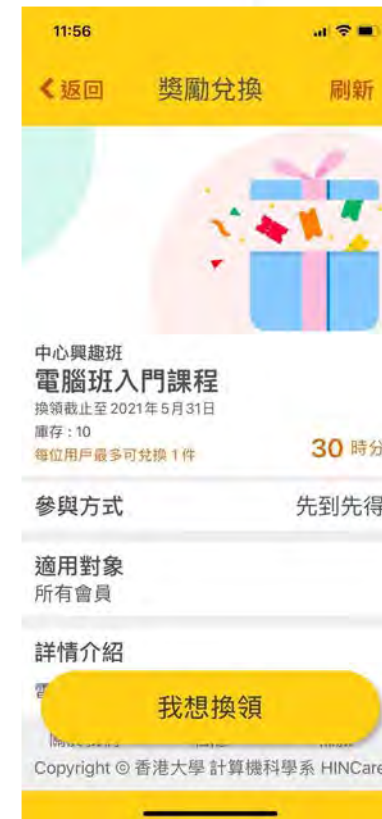 11:56
返回 獎勵兌換 刷新
中心興趣班
電腦班入門課程
換領截止至 2021年5月31日
庫存：10
每位用戶最多可兌換 1 件
30 時分
參與方式 先到先得
適用對象
所有會員
詳情介紹
我想換領
Copyright © 香港大學 計算機科學系 HINCare